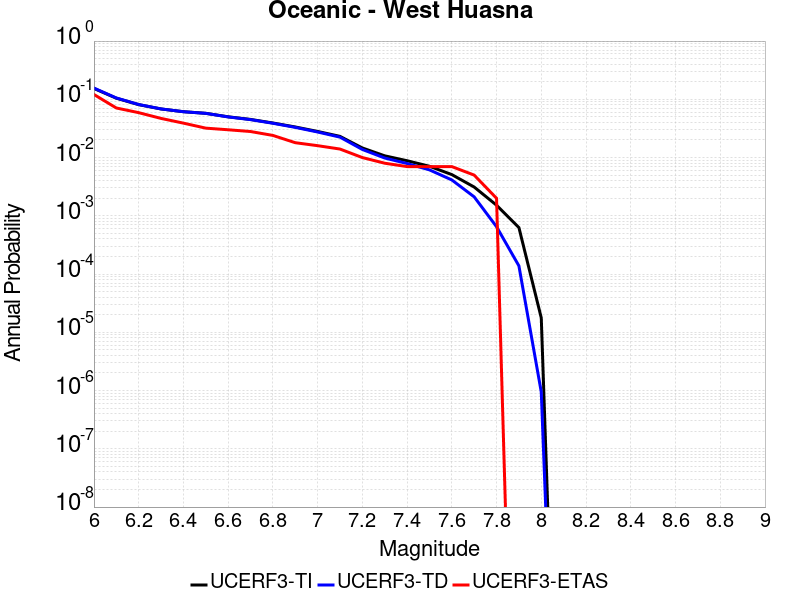 Oceanic - West Huasna
10^0
10^-1
10^-2
10^-3
10^-4
10^-5
10^-6
10^-7
10^-8
Annual Probability
6 6.2 6.4 6.6 6.8 7 7.2 7.4 7.6 7.8 8 8.2 8.4 8.6 8.8 9
Magnitude
UCERF3-TI UCERF3-TD UCERF3-ETAS